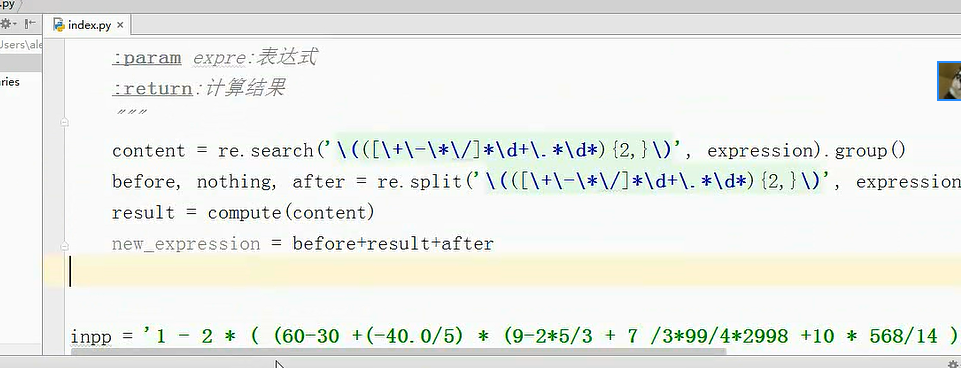 .py
index.py ×
Users\ale
ries
:param expre:表达式
:return:计算结果
"""
content = re.search('\(([\+\-\*\/]*\d+\.*\d*){2,}\)', expression).group()
before, nothing, after = re.split('\(([\+\-\*\/]*\d+\.*\d*){2,}\)', expression
result = compute(content)
new_expression = before+result+after
inpp = '1 - 2 * ( (60-30 +(-40.0/5) * (9-2*5/3 + 7 /3*99/4*2998 +10 * 568/14 )